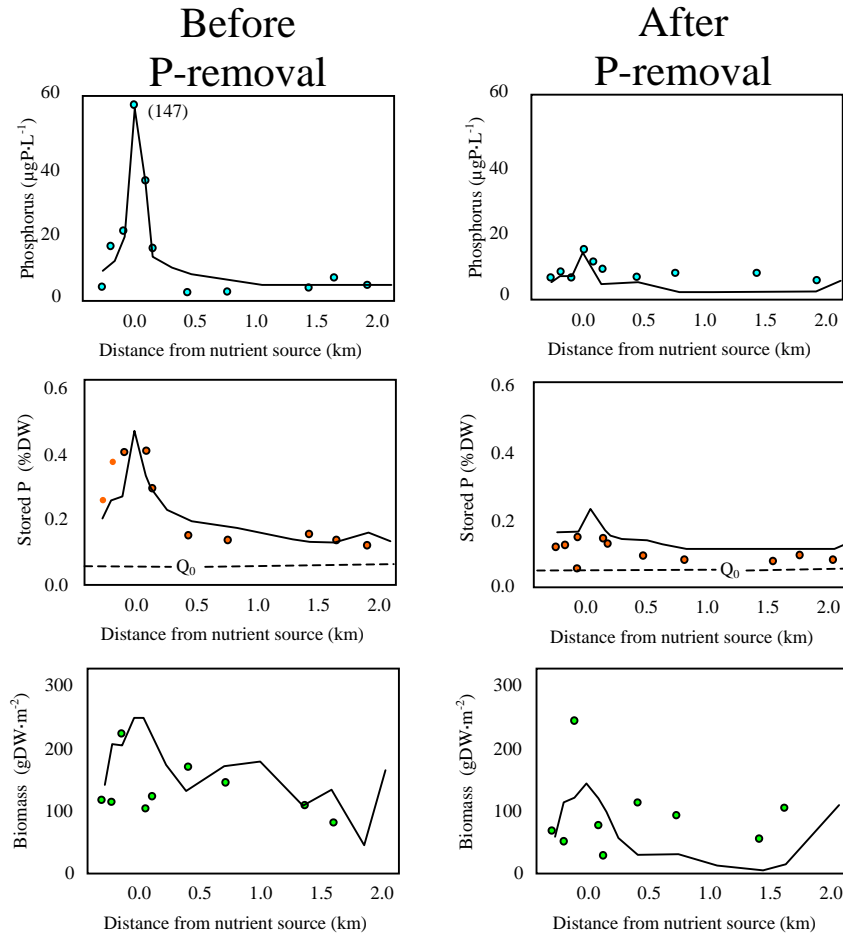 Before
P-removal
After
P-removal
Phosphorus (µgP·L⁻¹)
60
40
20
0
(147)
0.0 0.5 1.0 1.5 2.0
Distance from nutrient source (km)
Phosphorus (µgP·L⁻¹)
60
40
20
0
0.0 0.5 1.0 1.5 2.0
Distance from nutrient source (km)
Stored P (%DW)
0.6
0.4
0.2
0.0
Q₀
0.0 0.5 1.0 1.5 2.0
Distance from nutrient source (km)
Stored P (%DW)
0.6
0.4
0.2
0.0
Q₀
0.0 0.5 1.0 1.5 2.0
Distance from nutrient source (km)
Biomass (gDW·m⁻²)
300
200
100
0
0.0 0.5 1.0 1.5 2.0
Distance from nutrient source (km)
Biomass (gDW·m⁻²)
300
200
100
0
0.0 0.5 1.0 1.5 2.0
Distance from nutrient source (km)